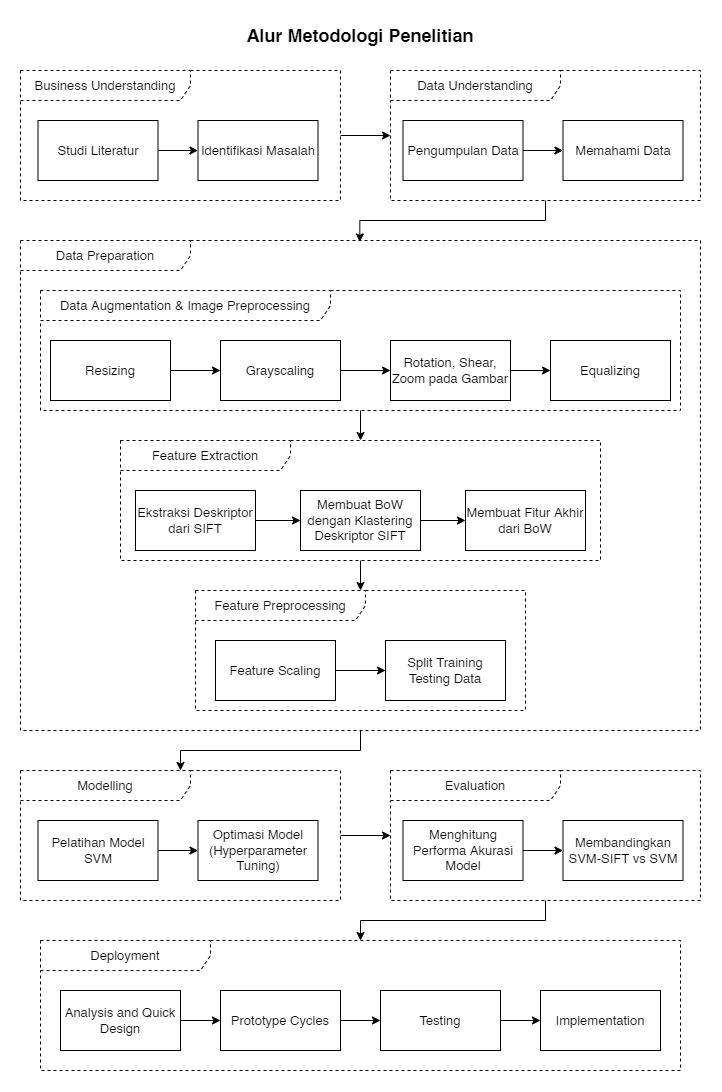 Alur Metodologi Penelitian
Business Understanding
Studi Literatur
Identifikasi Masalah
Data Understanding
Pengumpulan Data
Memahami Data
Data Preparation
Data Augmentation & Image Preprocessing
Resizing
Grayscaling
Rotation, Shear,
Zoom pada Gambar
Equalizing
Feature Extraction
Ekstraksi Deskriptor
dari SIFT
Membuat BoW
dengan Klastering
Deskriptor SIFT
Membuat Fitur Akhir
dari BoW
Feature Preprocessing
Feature Scaling
Split Training
Testing Data
Modelling
Pelatihan Model
SVM
Optimasi Model
(Hyperparameter
Tuning)
Evaluation
Menghitung
Performa Akurasi
Model
Membandingkan
SVM-SIFT vs SVM
Deployment
Analysis and Quick
Design
Prototype Cycles
Testing
Implementation